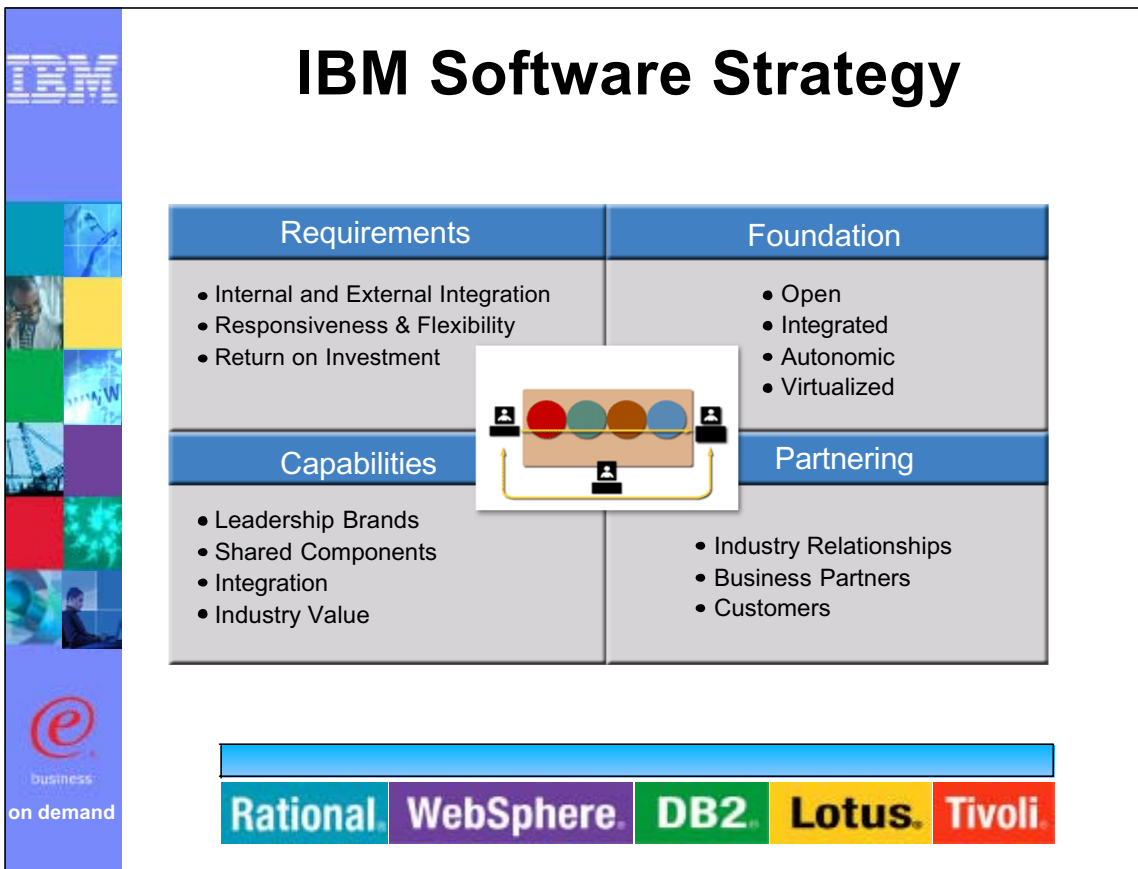 IBM
IBM Software Strategy
Requirements
• Internal and External Integration
• Responsiveness & Flexibility
• Return on Investment
Foundation
• Open
• Integrated
• Autonomic
• Virtualized
Capabilities
• Leadership Brands
• Shared Components
• Integration
• Industry Value
Partnering
• Industry Relationships
• Business Partners
• Customers
WWW
e
business
on demand
Rational® WebSphere® DB2® Lotus® Tivoli®